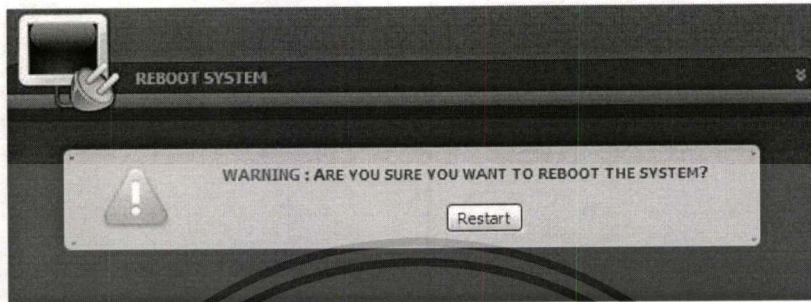 REBOOT SYSTEM
WARNING : ARE YOU SURE YOU WANT TO REBOOT THE SYSTEM?
Restart